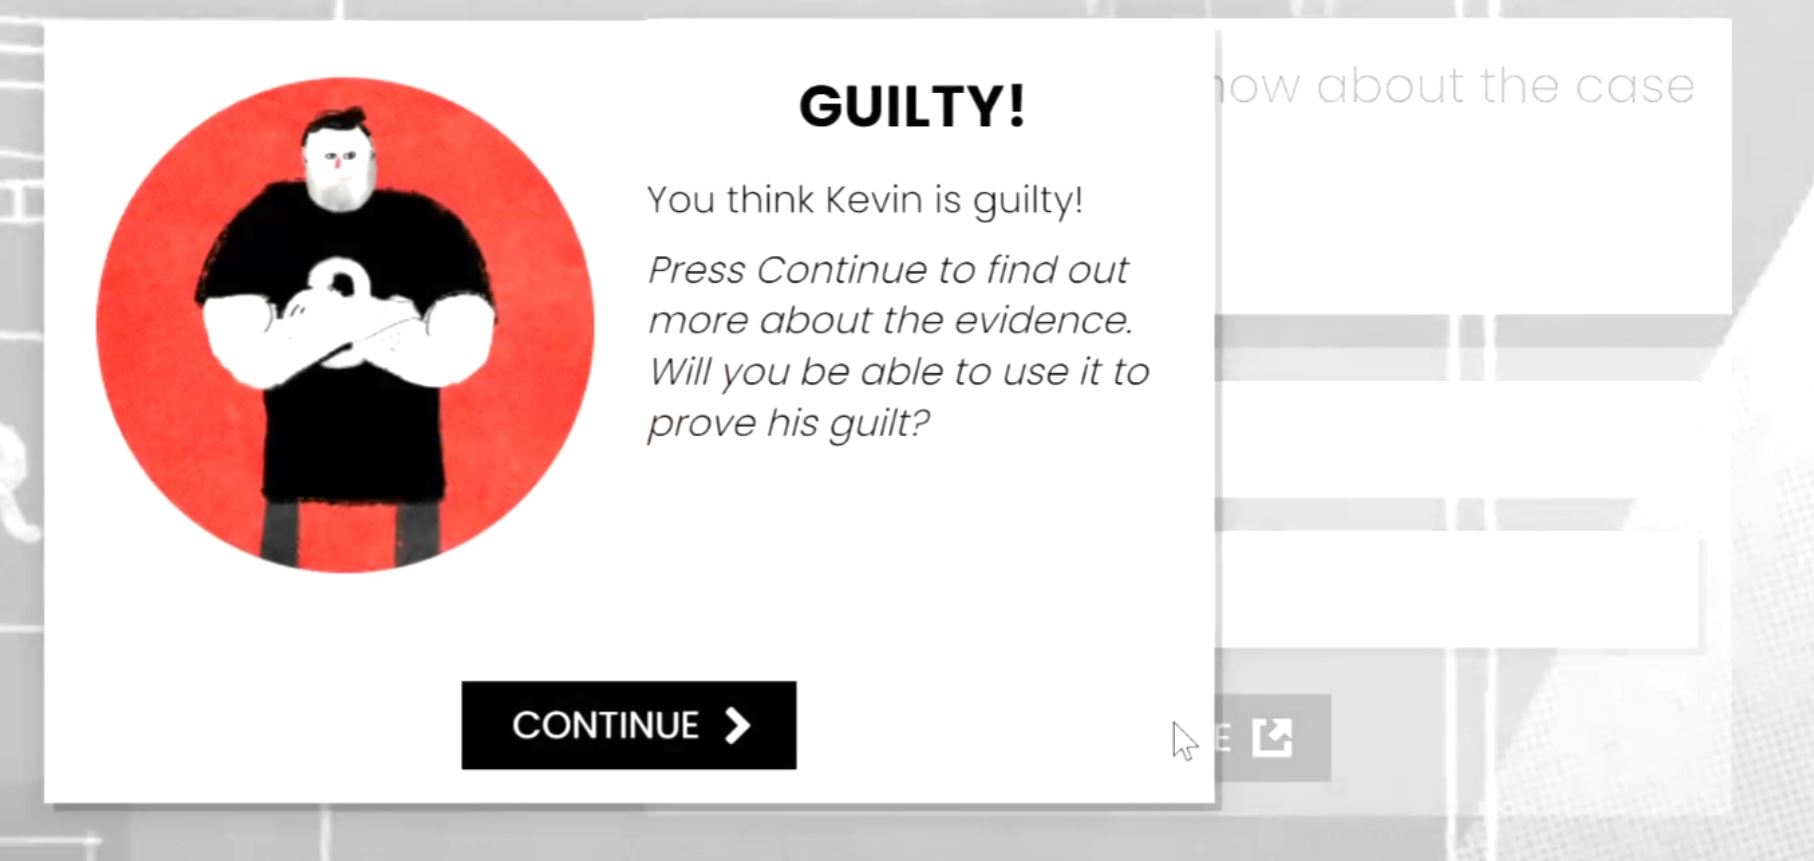 GUILTY!
now about the case
You think Kevin is guilty!
Press Continue to find out
more about the evidence.
Will you be able to use it to
prove his guilt?
CONTINUE
E